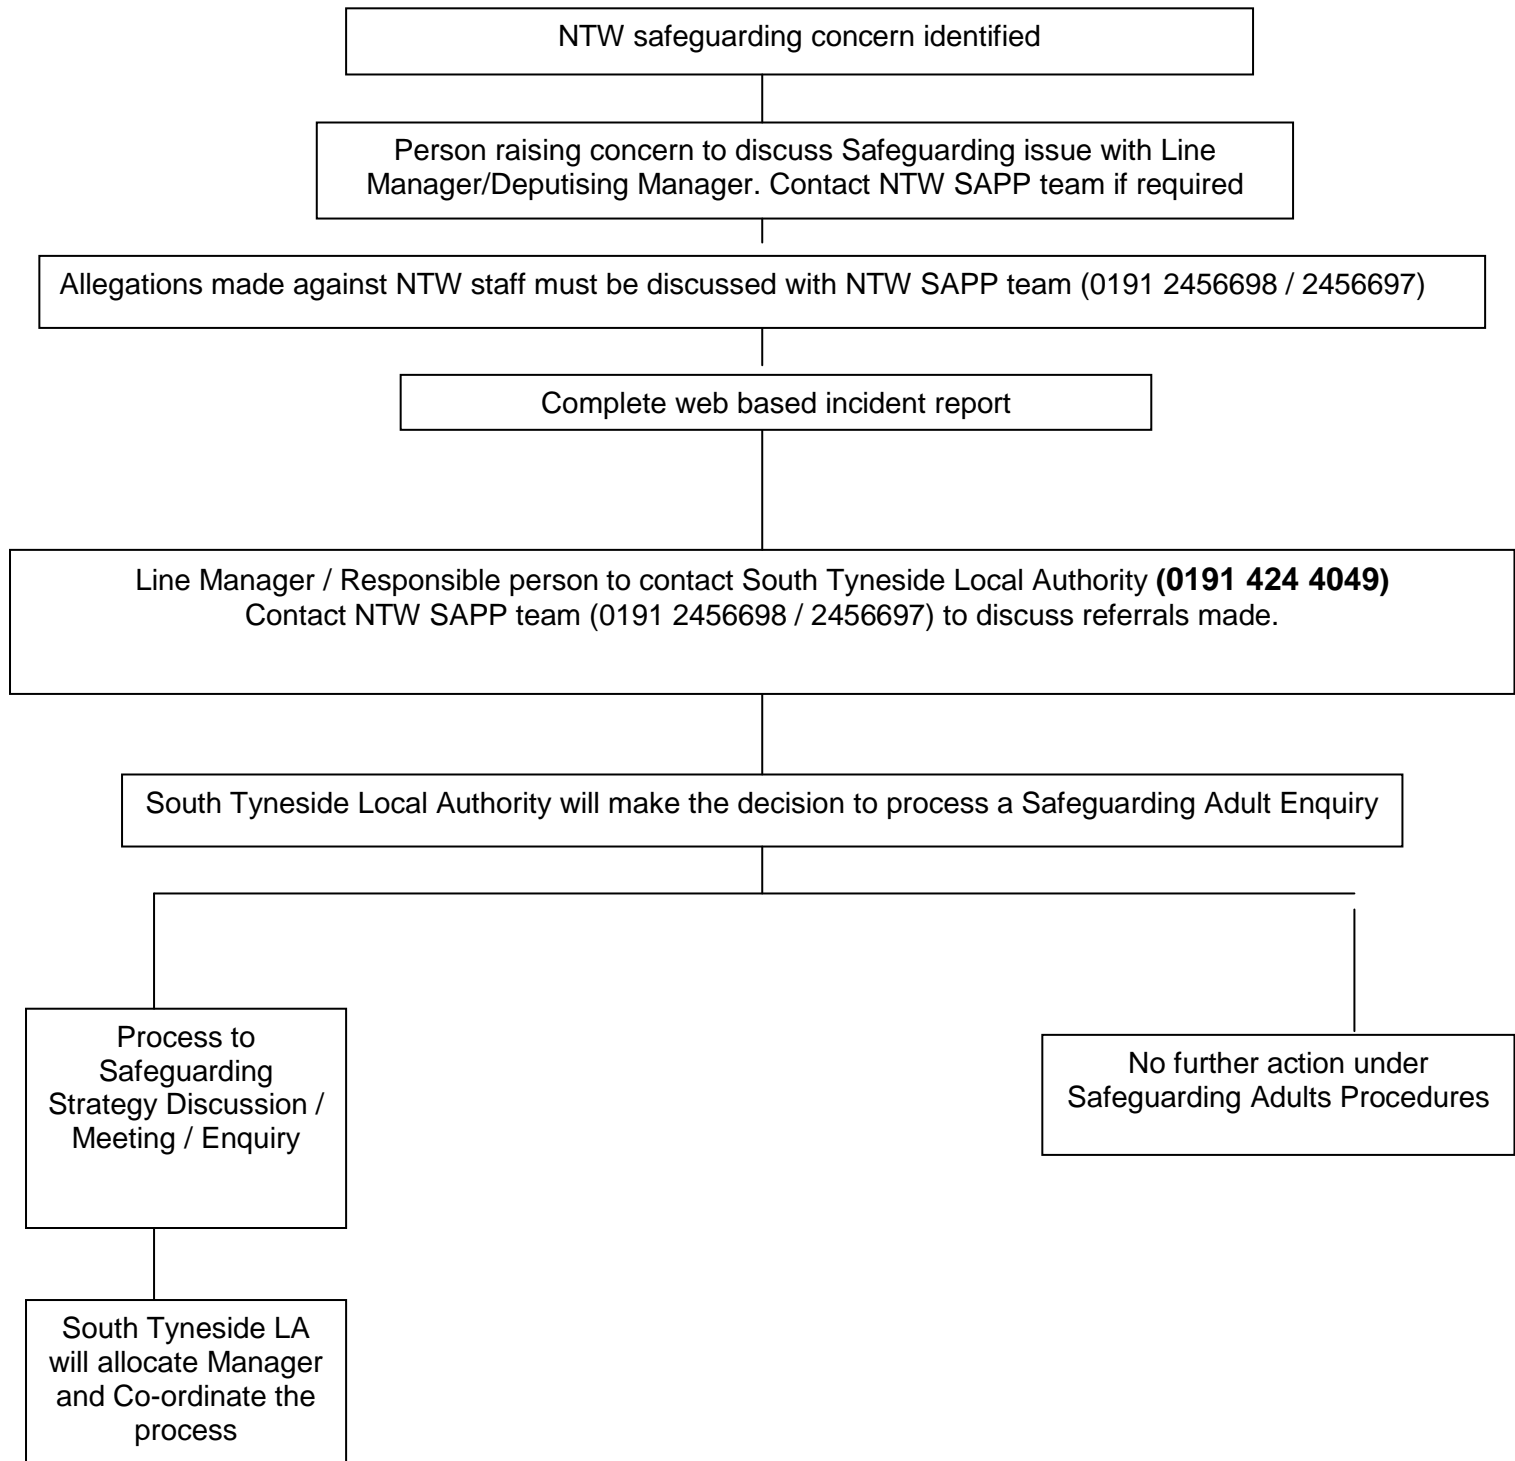 NTW safeguarding concern identified
Person raising concern to discuss Safeguarding issue with Line
Manager/Deputising Manager. Contact NTW SAPP team if required
Allegations made against NTW staff must be discussed with NTW SAPP team (0191 2456698 / 2456697)
Complete web based incident report
Line Manager / Responsible person to contact South Tyneside Local Authority (0191 424 4049)
Contact NTW SAPP team (0191 2456698 / 2456697) to discuss referrals made.
South Tyneside Local Authority will make the decision to process a Safeguarding Adult Enquiry
Process to
Safeguarding
Strategy Discussion /
Meeting / Enquiry
No further action under
Safeguarding Adults Procedures
South Tyneside LA
will allocate Manager
and Co-ordinate the
process